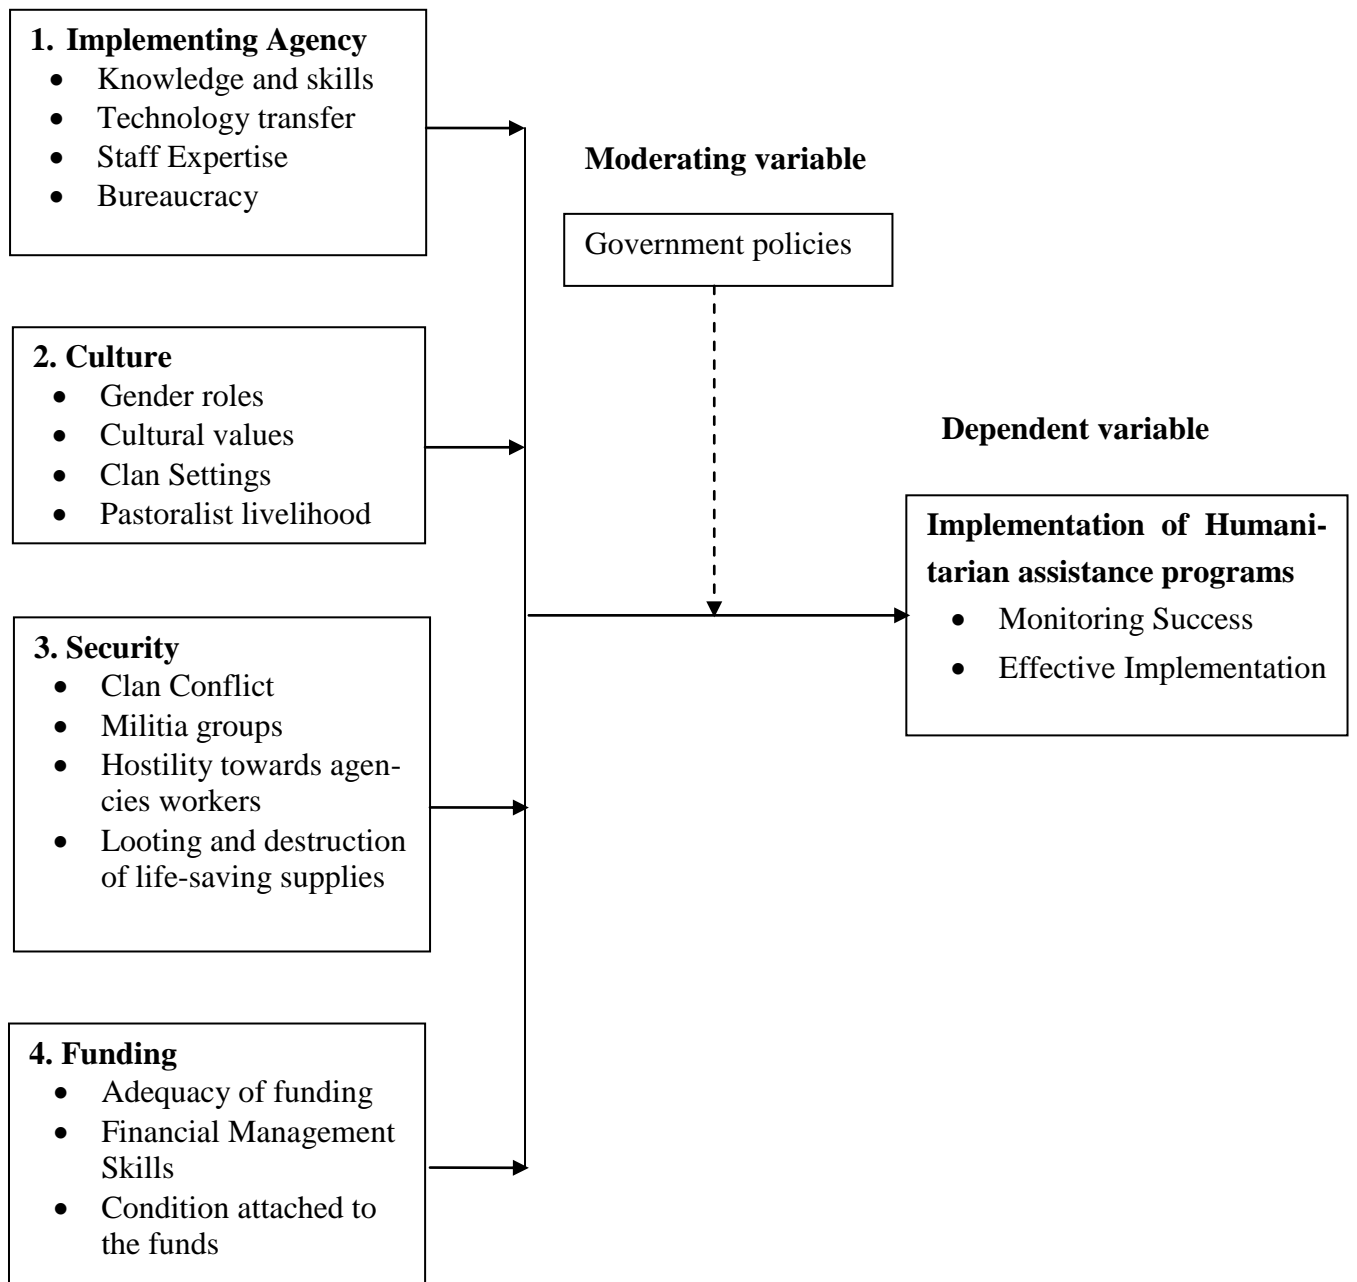 1. Implementing Agency
• Knowledge and skills
• Technology transfer
• Staff Expertise
• Bureaucracy
Moderating variable
Government policies
2. Culture
• Gender roles
• Cultural values
• Clan Settings
• Pastoralist livelihood
Dependent variable
Implementation of Humani-
tarian assistance programs
• Monitoring Success
• Effective Implementation
3. Security
• Clan Conflict
• Militia groups
• Hostility towards agen-
cies workers
• Looting and destruction
of life-saving supplies
4. Funding
• Adequacy of funding
• Financial Management
Skills
• Condition attached to
the funds